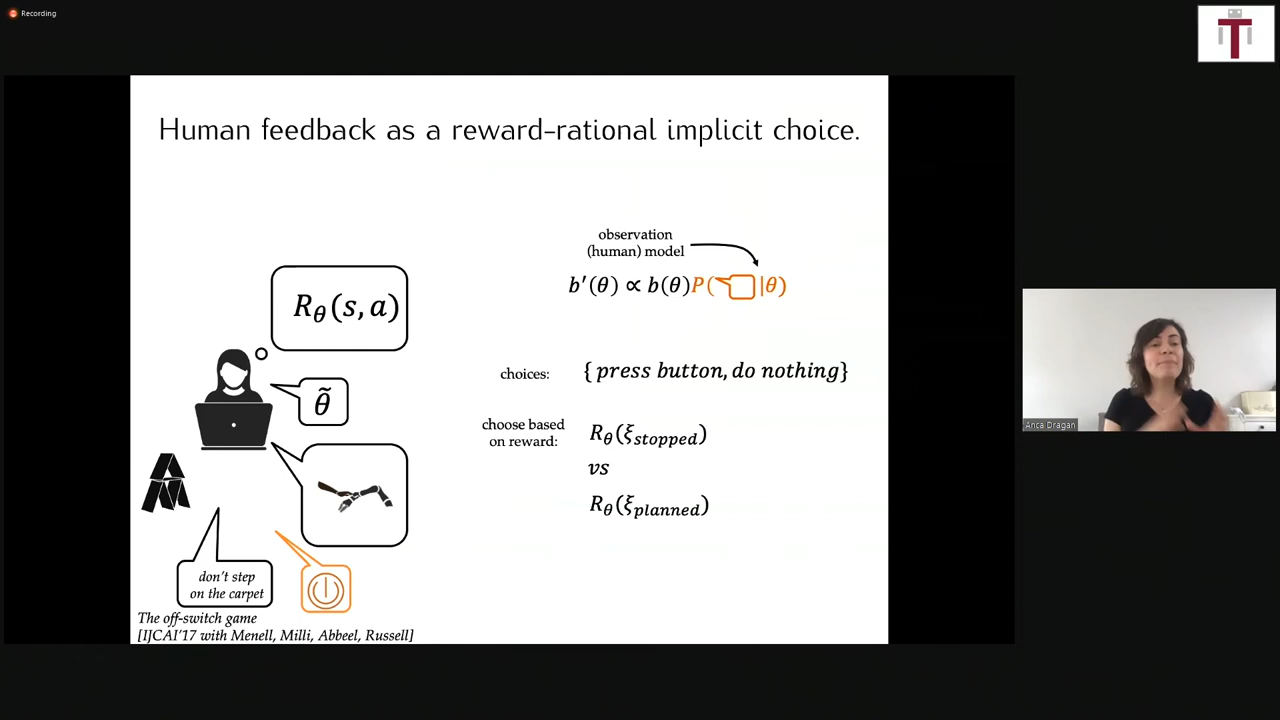 Recording
T
Human feedback as a reward-rational implicit choice.
observation
(human) model
b′(θ) ∝ b(θ)P( |θ)
R_θ(s, a)
θ̃
choices: { press button, do nothing}
choose based
on reward:
R_θ(ξ_stopped)
vs
R_θ(ξ_planned)
don't step
on the carpet
The off-switch game
[IJCAI'17 with Menell, Milli, Abbeel, Russell]
Anca Dragan